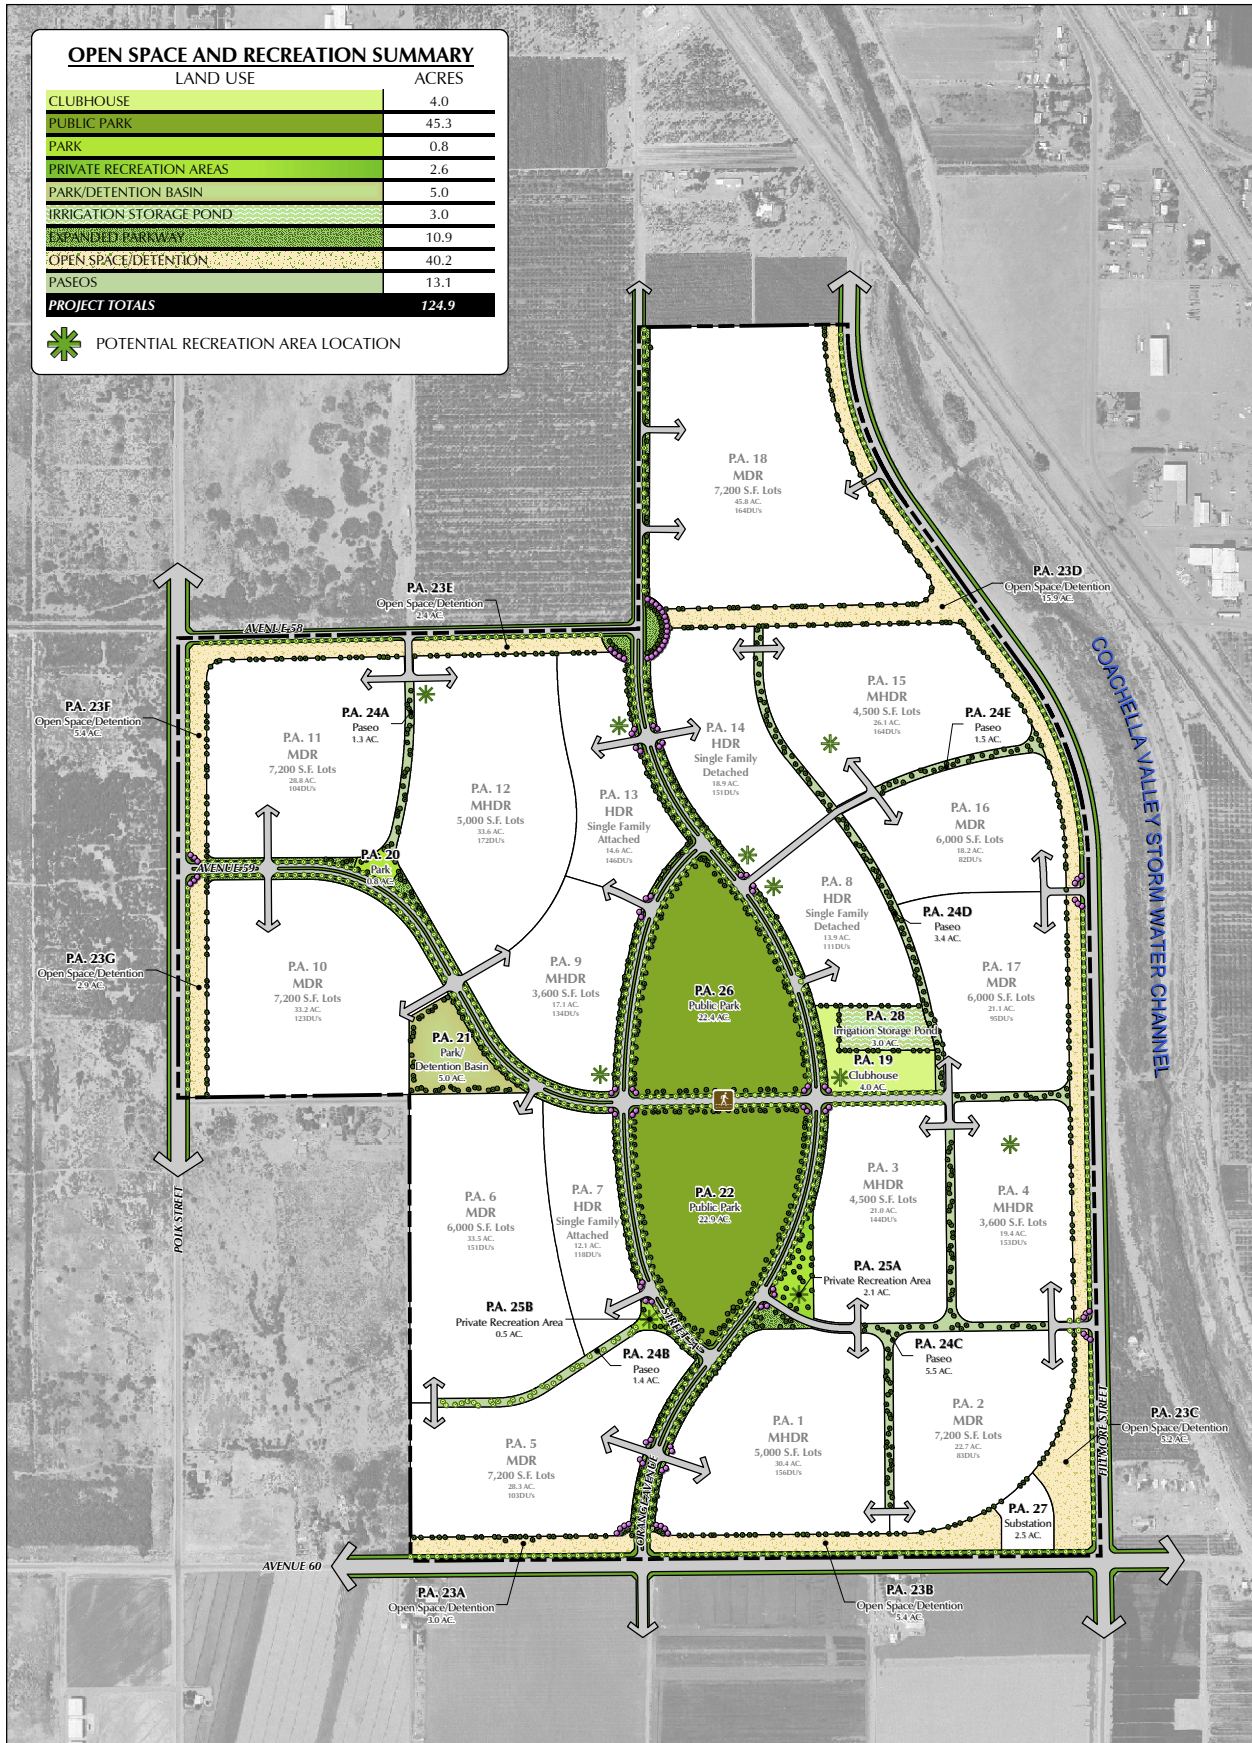 OPEN SPACE AND RECREATION SUMMARY
LAND USE ACRES
CLUBHOUSE 4.0
PUBLIC PARK 45.3
PARK 0.8
PRIVATE RECREATION AREAS 2.6
PARK/DETENTION BASIN 5.0
IRRIGATION STORAGE POND 3.0
EXPANDED PARKWAY 10.9
OPEN SPACE/DETENTION 40.2
PASEOS 13.1
PROJECT TOTALS 124.9
POTENTIAL RECREATION AREA LOCATION
P.A. 18
MDR
7,200 S.F. Lots
45.8 AC.
164DU's
P.A. 23D
Open Space/Detention
15.9 AC.
P.A. 23E
Open Space/Detention
2.4 AC.
AVENUE 58
COACHELLA VALLEY STORM WATER CHANNEL
P.A. 23F
Open Space/Detention
5.4 AC.
P.A. 24A
Paseo
1.3 AC.
P.A. 11
MDR
7,200 S.F. Lots
28.8 AC.
104DU's
P.A. 15
MHDR
4,500 S.F. Lots
26.1 AC.
164DU's
P.A. 24E
Paseo
1.5 AC.
P.A. 14
HDR
Single Family
Detached
18.9 AC.
151DU's
P.A. 12
MHDR
5,000 S.F. Lots
33.6 AC.
172DU's
P.A. 13
HDR
Single Family
Attached
14.6 AC.
146DU's
P.A. 16
MDR
6,000 S.F. Lots
18.2 AC.
82DU's
P.A. 20
Park
0.8 AC.
AVENUE 59
P.A. 8
HDR
Single Family
Detached
13.9 AC.
111DU's
P.A. 24D
Paseo
3.4 AC.
P.A. 23G
Open Space/Detention
2.9 AC.
P.A. 10
MDR
7,200 S.F. Lots
33.2 AC.
123DU's
P.A. 9
MHDR
3,600 S.F. Lots
17.1 AC.
134DU's
P.A. 26
Public Park
22.4 AC.
P.A. 17
MDR
6,000 S.F. Lots
21.1 AC.
95DU's
P.A. 28
Irrigation Storage Pond
3.0 AC.
P.A. 21
Park/
Detention Basin
5.0 AC.
P.A. 19
Clubhouse
4.0 AC.
P.A. 3
MHDR
4,500 S.F. Lots
21.0 AC.
144DU's
P.A. 4
MHDR
3,600 S.F. Lots
19.4 AC.
153DU's
P.A. 6
MDR
6,000 S.F. Lots
33.5 AC.
151DU's
P.A. 7
HDR
Single Family
Attached
12.1 AC.
118DU's
P.A. 22
Public Park
22.9 AC.
POLK STREET
P.A. 25A
Private Recreation Area
2.1 AC.
P.A. 25B
Private Recreation Area
0.5 AC.
P.A. 24B
Paseo
1.4 AC.
P.A. 24C
Paseo
5.5 AC.
P.A. 1
MHDR
5,000 S.F. Lots
30.4 AC.
156DU's
P.A. 2
MDR
7,200 S.F. Lots
22.7 AC.
83DU's
P.A. 23C
Open Space/Detention
5.2 AC.
FILLMORE STREET
P.A. 5
MDR
7,200 S.F. Lots
28.3 AC.
103DU's
ORANGE AVENUE
P.A. 27
Substation
2.5 AC.
AVENUE 60
P.A. 23A
Open Space/Detention
3.0 AC.
P.A. 23B
Open Space/Detention
5.4 AC.